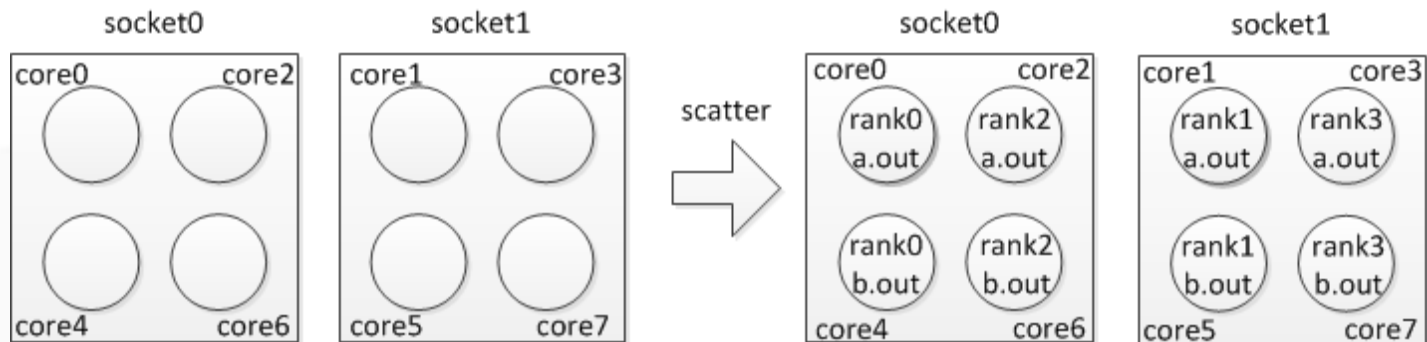 socket0
socket1
core0
core2
core4
core6
core1
core3
core5
core7
scatter
socket0
socket1
core0
core2
rank0
a.out
rank2
a.out
rank0
b.out
rank2
b.out
core4
core6
core1
core3
rank1
a.out
rank3
a.out
rank1
b.out
rank3
b.out
core5
core7